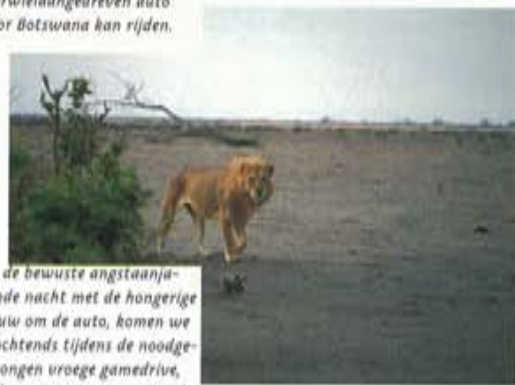 rwielaangedreven auto
or Botswana kan rijden.
de bewuste angstaanja-
nde nacht met de hongerige
uw om de auto, komen we
chtends tijdens de noodge-
ongen vroege gamedrive,